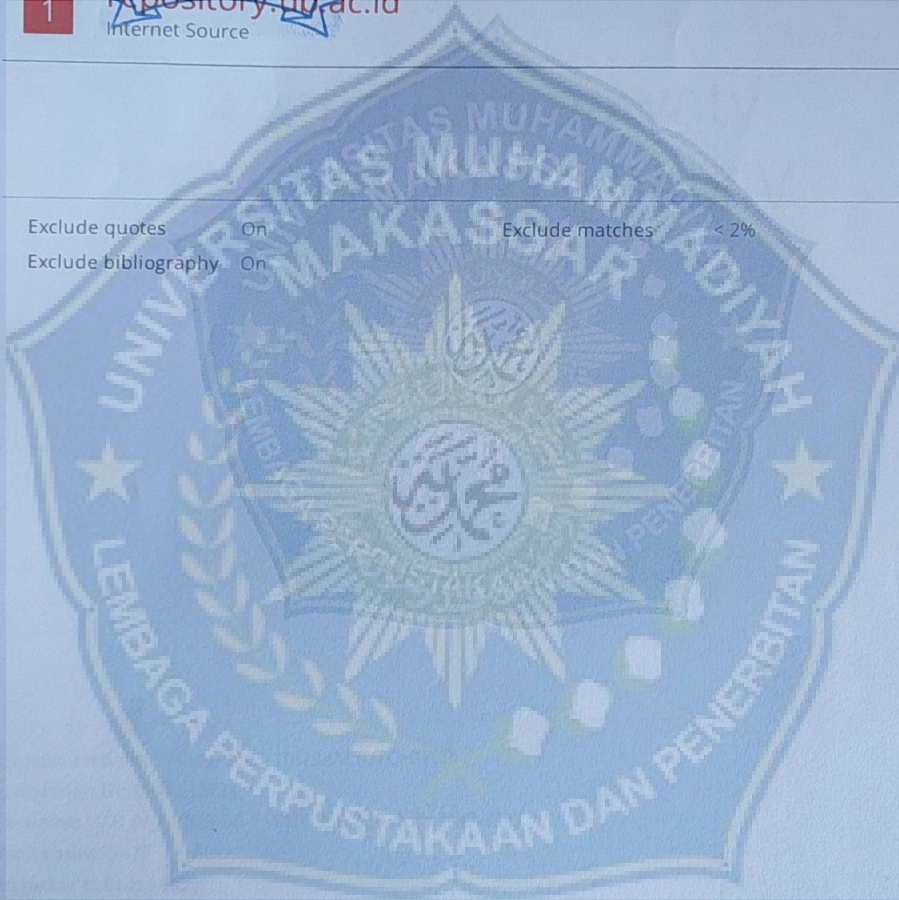 1
Internet Source
Exclude quotes On
Exclude matches < 2%
Exclude bibliography On
UNIVERSITAS MUHAMMADIYAH
MAKASSAR
LEMBAGA PERPUSTAKAAN DAN PENERBITAN